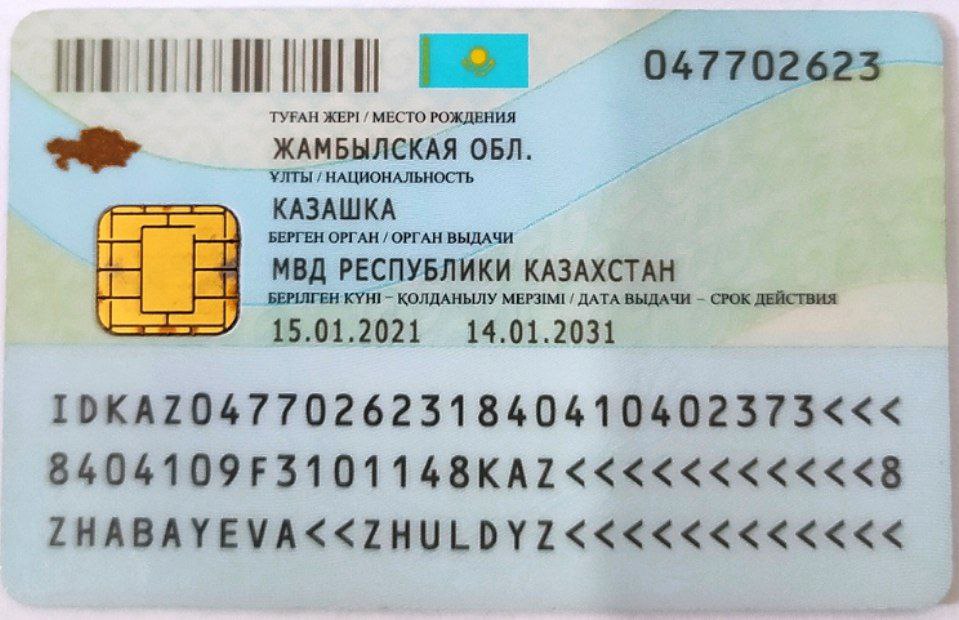 047702623
ТУҒАН ЖЕРІ / МЕСТО РОЖДЕНИЯ
ЖАМБЫЛСКАЯ ОБЛ.
ҰЛТЫ / НАЦИОНАЛЬНОСТЬ
КАЗАШКА
БЕРГЕН ОРГАН / ОРГАН ВЫДАЧИ
МВД РЕСПУБЛИКИ КАЗАХСТАН
БЕРІЛГЕН КҮНІ – ҚОЛДАНЫЛУ МЕРЗІМІ / ДАТА ВЫДАЧИ – СРОК ДЕЙСТВИЯ
15.01.2021 14.01.2031
IDKAZ0477026231840410402373<<<
8404109F3101148KAZ<<<<<<<<<<<8
ZHABAYEVA<<ZHULDYZ<<<<<<<<<<<<